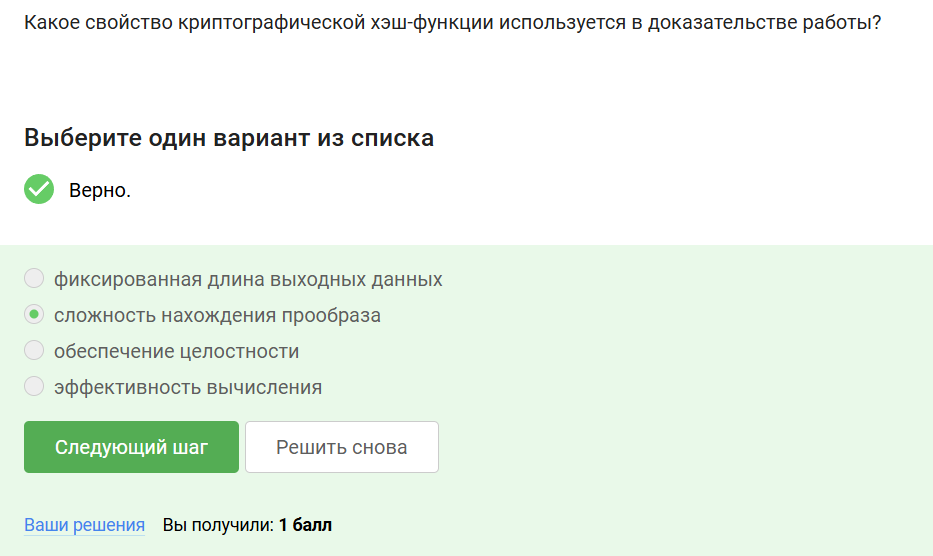 Какое свойство криптографической хэш-функции используется в доказательстве работы?
Выберите один вариант из списка
Верно.
фиксированная длина выходных данных
сложность нахождения прообраза
обеспечение целостности
эффективность вычисления
Следующий шаг Решить снова
Ваши решения Вы получили: 1 балл